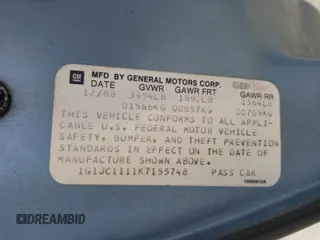 GM
MFD BY GENERAL MOTORS CORP.
DATE GVWR GAWR FRT GAWR RR
12/88 3454LB 1890LB 1564LB
01566KG 00857KG 00709KG
THIS VEHICLE CONFORMS TO ALL APPLI-
CABLE U.S. FEDERAL MOTOR VEHICLE
SAFETY, BUMPER, AND THEFT PREVENTION
STANDARDS IN EFFECT ON THE DATE OF
MANUFACTURE SHOWN ABOVE.
1G1JC1111K7155748 PASS CAR
DREAMBID